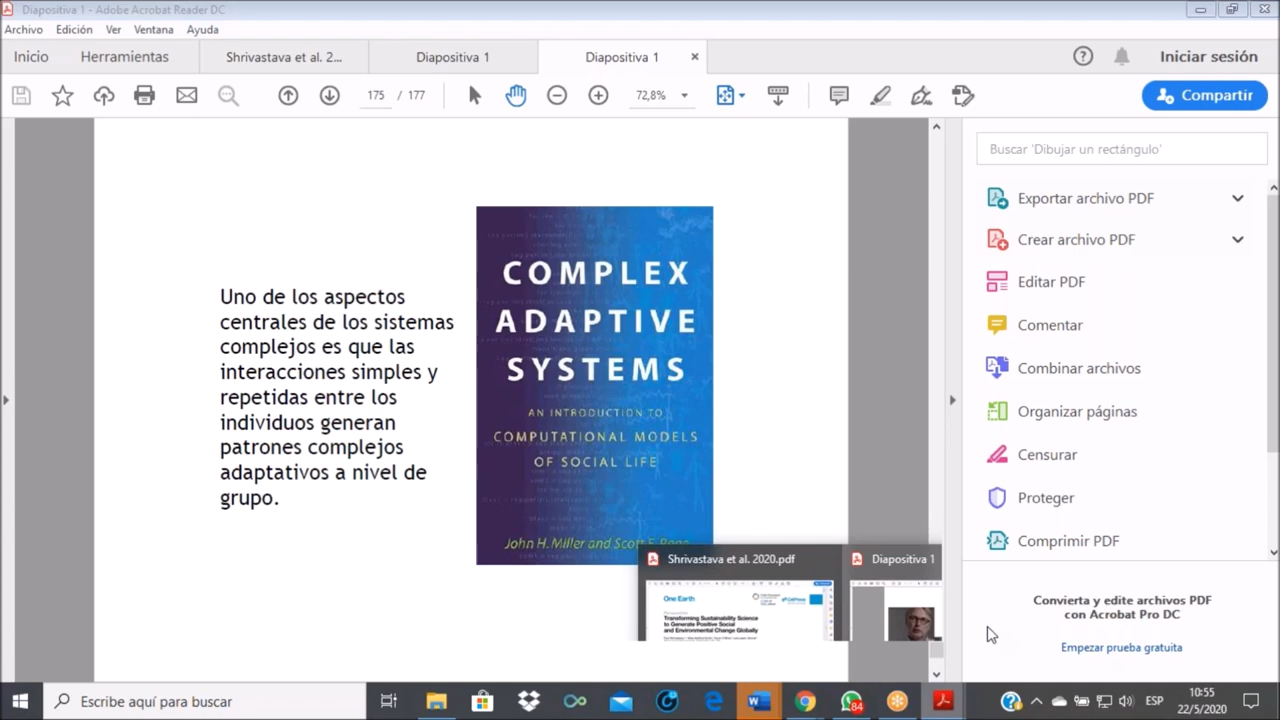 Diapositiva 1 - Adobe Acrobat Reader DC
Archivo Edición Ver Ventana Ayuda
Inicio Herramientas Shrivastava et al. 2... Diapositiva 1 Diapositiva 1 Iniciar sesión
175 / 177 72,8% Compartir
Buscar 'Dibujar un rectángulo'
Exportar archivo PDF
Crear archivo PDF
Editar PDF
Comentar
Combinar archivos
Organizar páginas
Censurar
Proteger
Comprimir PDF
Convierta y edite archivos PDF
con Acrobat Pro DC
Empezar prueba gratuita
Uno de los aspectos
centrales de los sistemas
complejos es que las
interacciones simples y
repetidas entre los
individuos generan
patrones complejos
adaptativos a nivel de
grupo.
COMPLEX
ADAPTIVE
SYSTEMS
AN INTRODUCTION TO
COMPUTATIONAL MODELS
OF SOCIAL LIFE
John H. Miller and Scott E. Page
Shrivastava et al. 2020.pdf Diapositiva 1
One Earth
CellPress
Transforming Sustainability Science
to Generate Positive Social
and Environmental Change Globally
Escribe aquí para buscar
84
ESP
10:55
22/5/2020